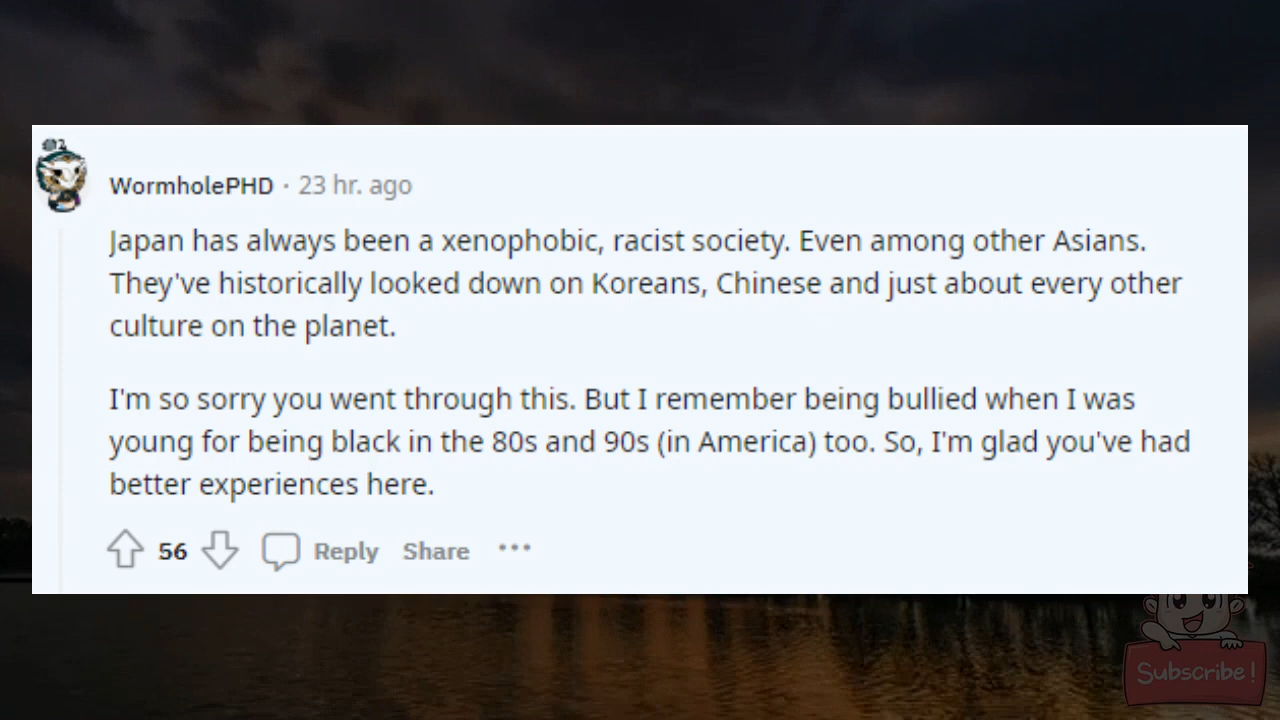 WormholePHD · 23 hr. ago
Japan has always been a xenophobic, racist society. Even among other Asians.
They've historically looked down on Koreans, Chinese and just about every other
culture on the planet.
I'm so sorry you went through this. But I remember being bullied when I was
young for being black in the 80s and 90s (in America) too. So, I'm glad you've had
better experiences here.
56 Reply Share ...
Subscribe!